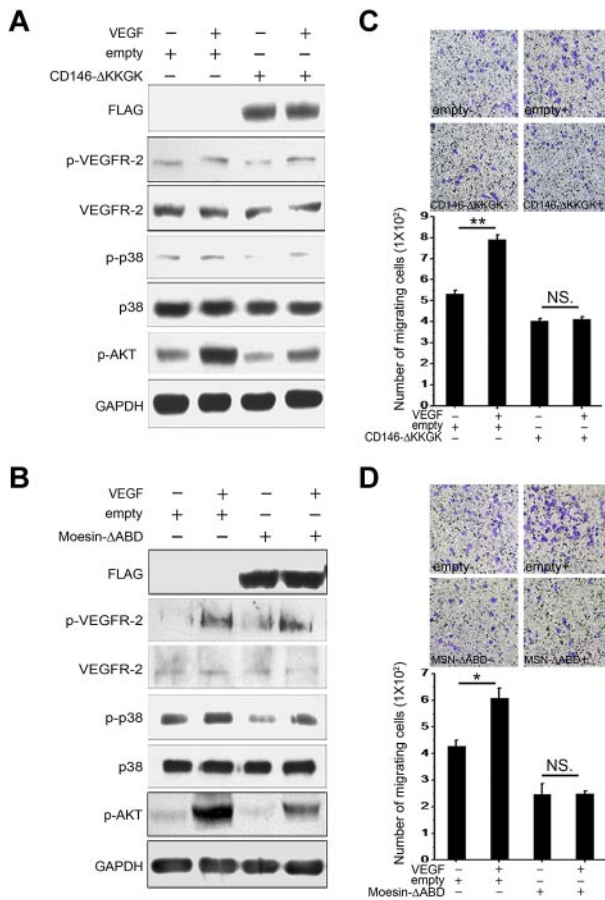 A
VEGF − + − +
empty + + − −
CD146-ΔKKGK − − + +
FLAG
p-VEGFR-2
VEGFR-2
p-p38
p38
p-AKT
GAPDH
C
empty- empty+
CD146-ΔKKGK- CD146-ΔKKGK+
Number of migrating cells (1X10²)
9
8
7
6
5
4
3
2
1
0
**
NS.
VEGF − + − +
empty + + − −
CD146-ΔKKGK − − + +
B
VEGF − + − +
empty + + − −
Moesin-ΔABD − − + +
FLAG
p-VEGFR-2
VEGFR-2
p-p38
p38
p-AKT
GAPDH
D
empty- empty+
MSN-ΔABD- MSN-ΔABD+
Number of migrating cells (1X10²)
7
6
5
4
3
2
1
0
*
NS.
VEGF − + − +
empty + + − −
Moesin-ΔABD − − + +